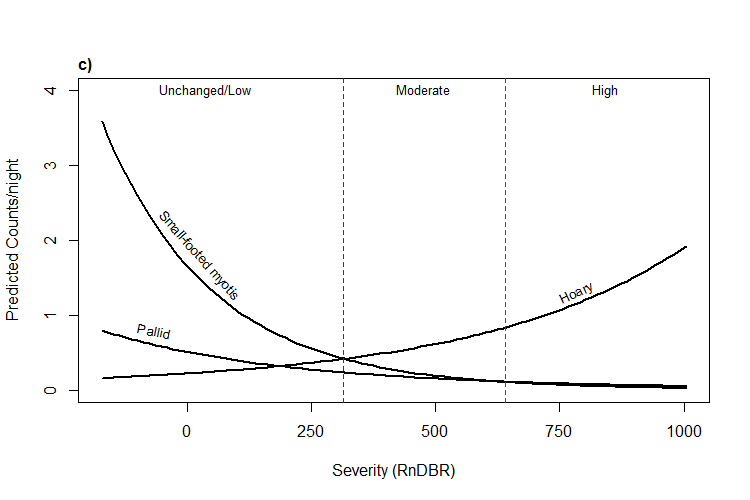 c)
Unchanged/Low Moderate High
Small-footed myotis
Pallid
Hoary
Predicted Counts/night
4
3
2
1
0
0 250 500 750 1000
Severity (RnDBR)